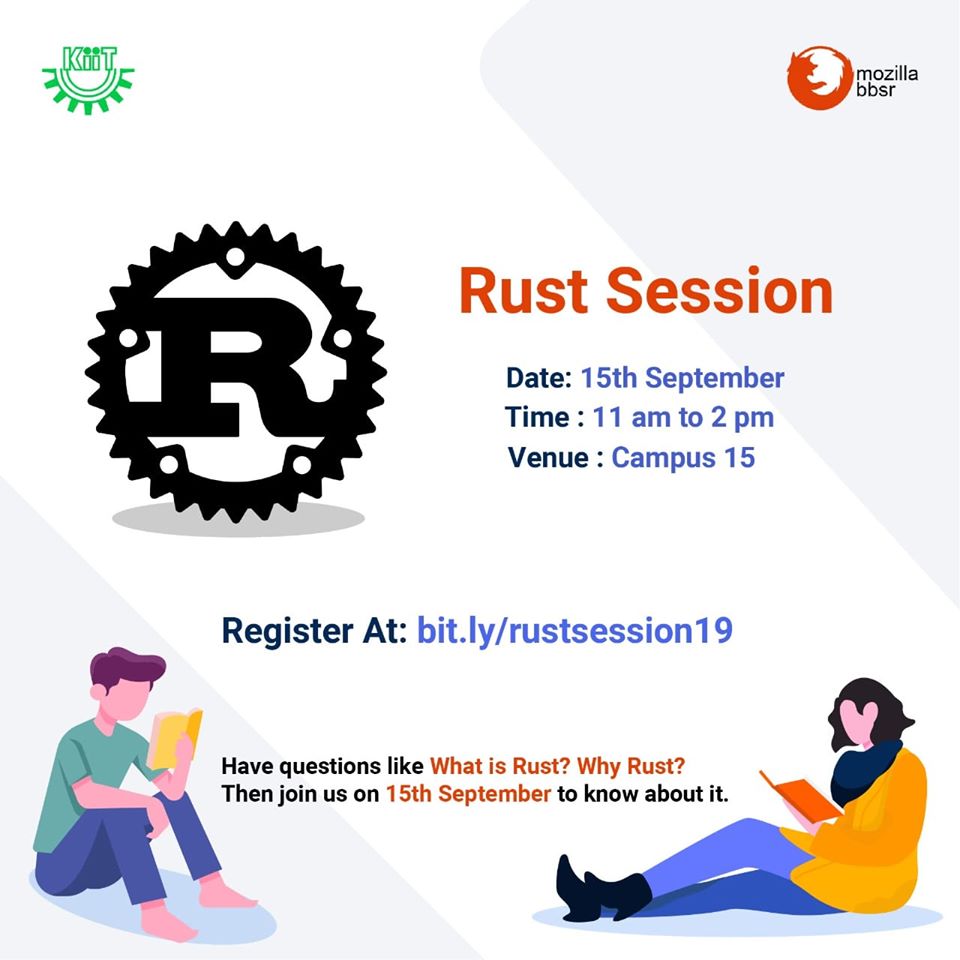 KiiT
mozilla
bbsr
R
Rust Session
Date: 15th September
Time : 11 am to 2 pm
Venue : Campus 15
Register At: bit.ly/rustsession19
Have questions like What is Rust? Why Rust?
Then join us on 15th September to know about it.